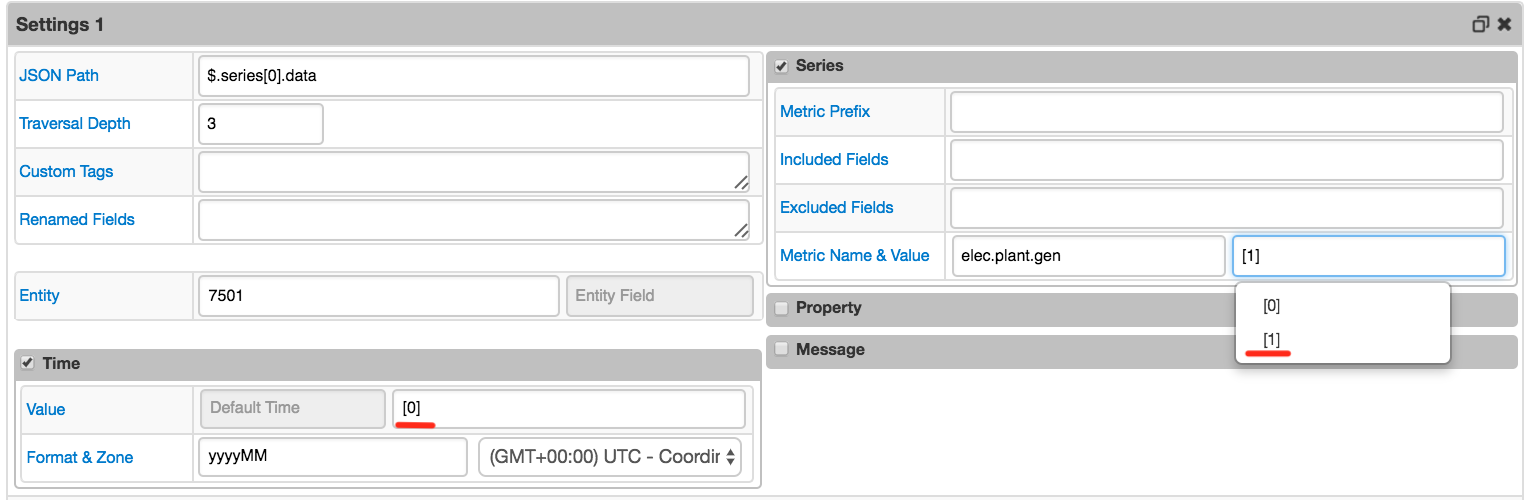 Settings 1
JSON Path $.series[0].data
Traversal Depth 3
Custom Tags
Renamed Fields
Entity 7501 Entity Field
Time
Value Default Time [0]
Format & Zone yyyyMM (GMT+00:00) UTC - Coordir
Series
Metric Prefix
Included Fields
Excluded Fields
Metric Name & Value elec.plant.gen [1]
[0]
[1]
Property
Message